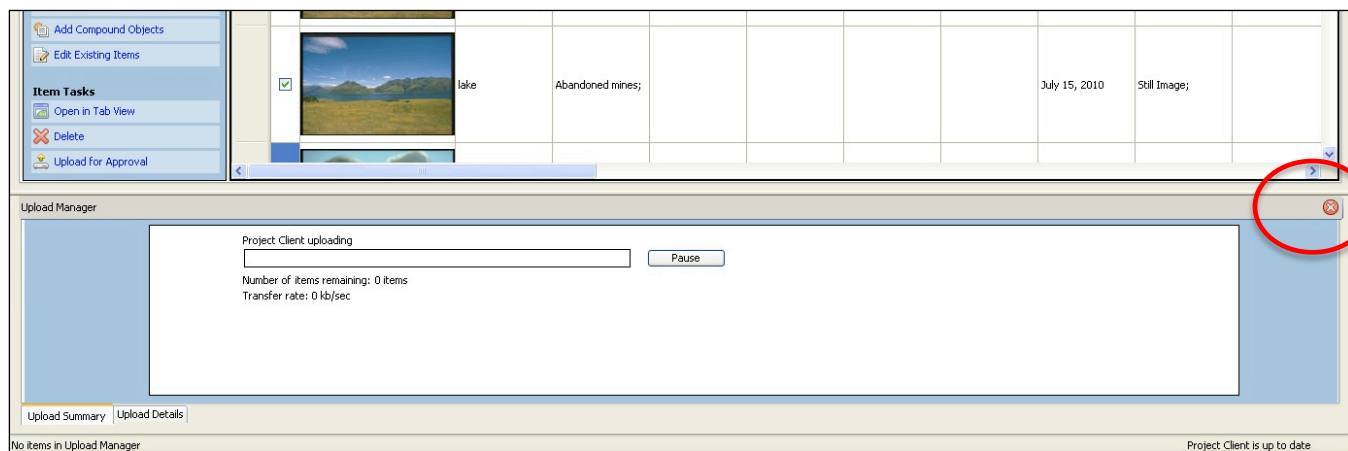 Add Compound Objects
Edit Existing Items
Item Tasks
Open in Tab View
Delete
Upload for Approval
lake
Abandoned mines;
July 15, 2010
Still Image;
Upload Manager
Project Client uploading
Pause
Number of items remaining: 0 items
Transfer rate: 0 kb/sec
Upload Summary
Upload Details
No items in Upload Manager
Project Client is up to date